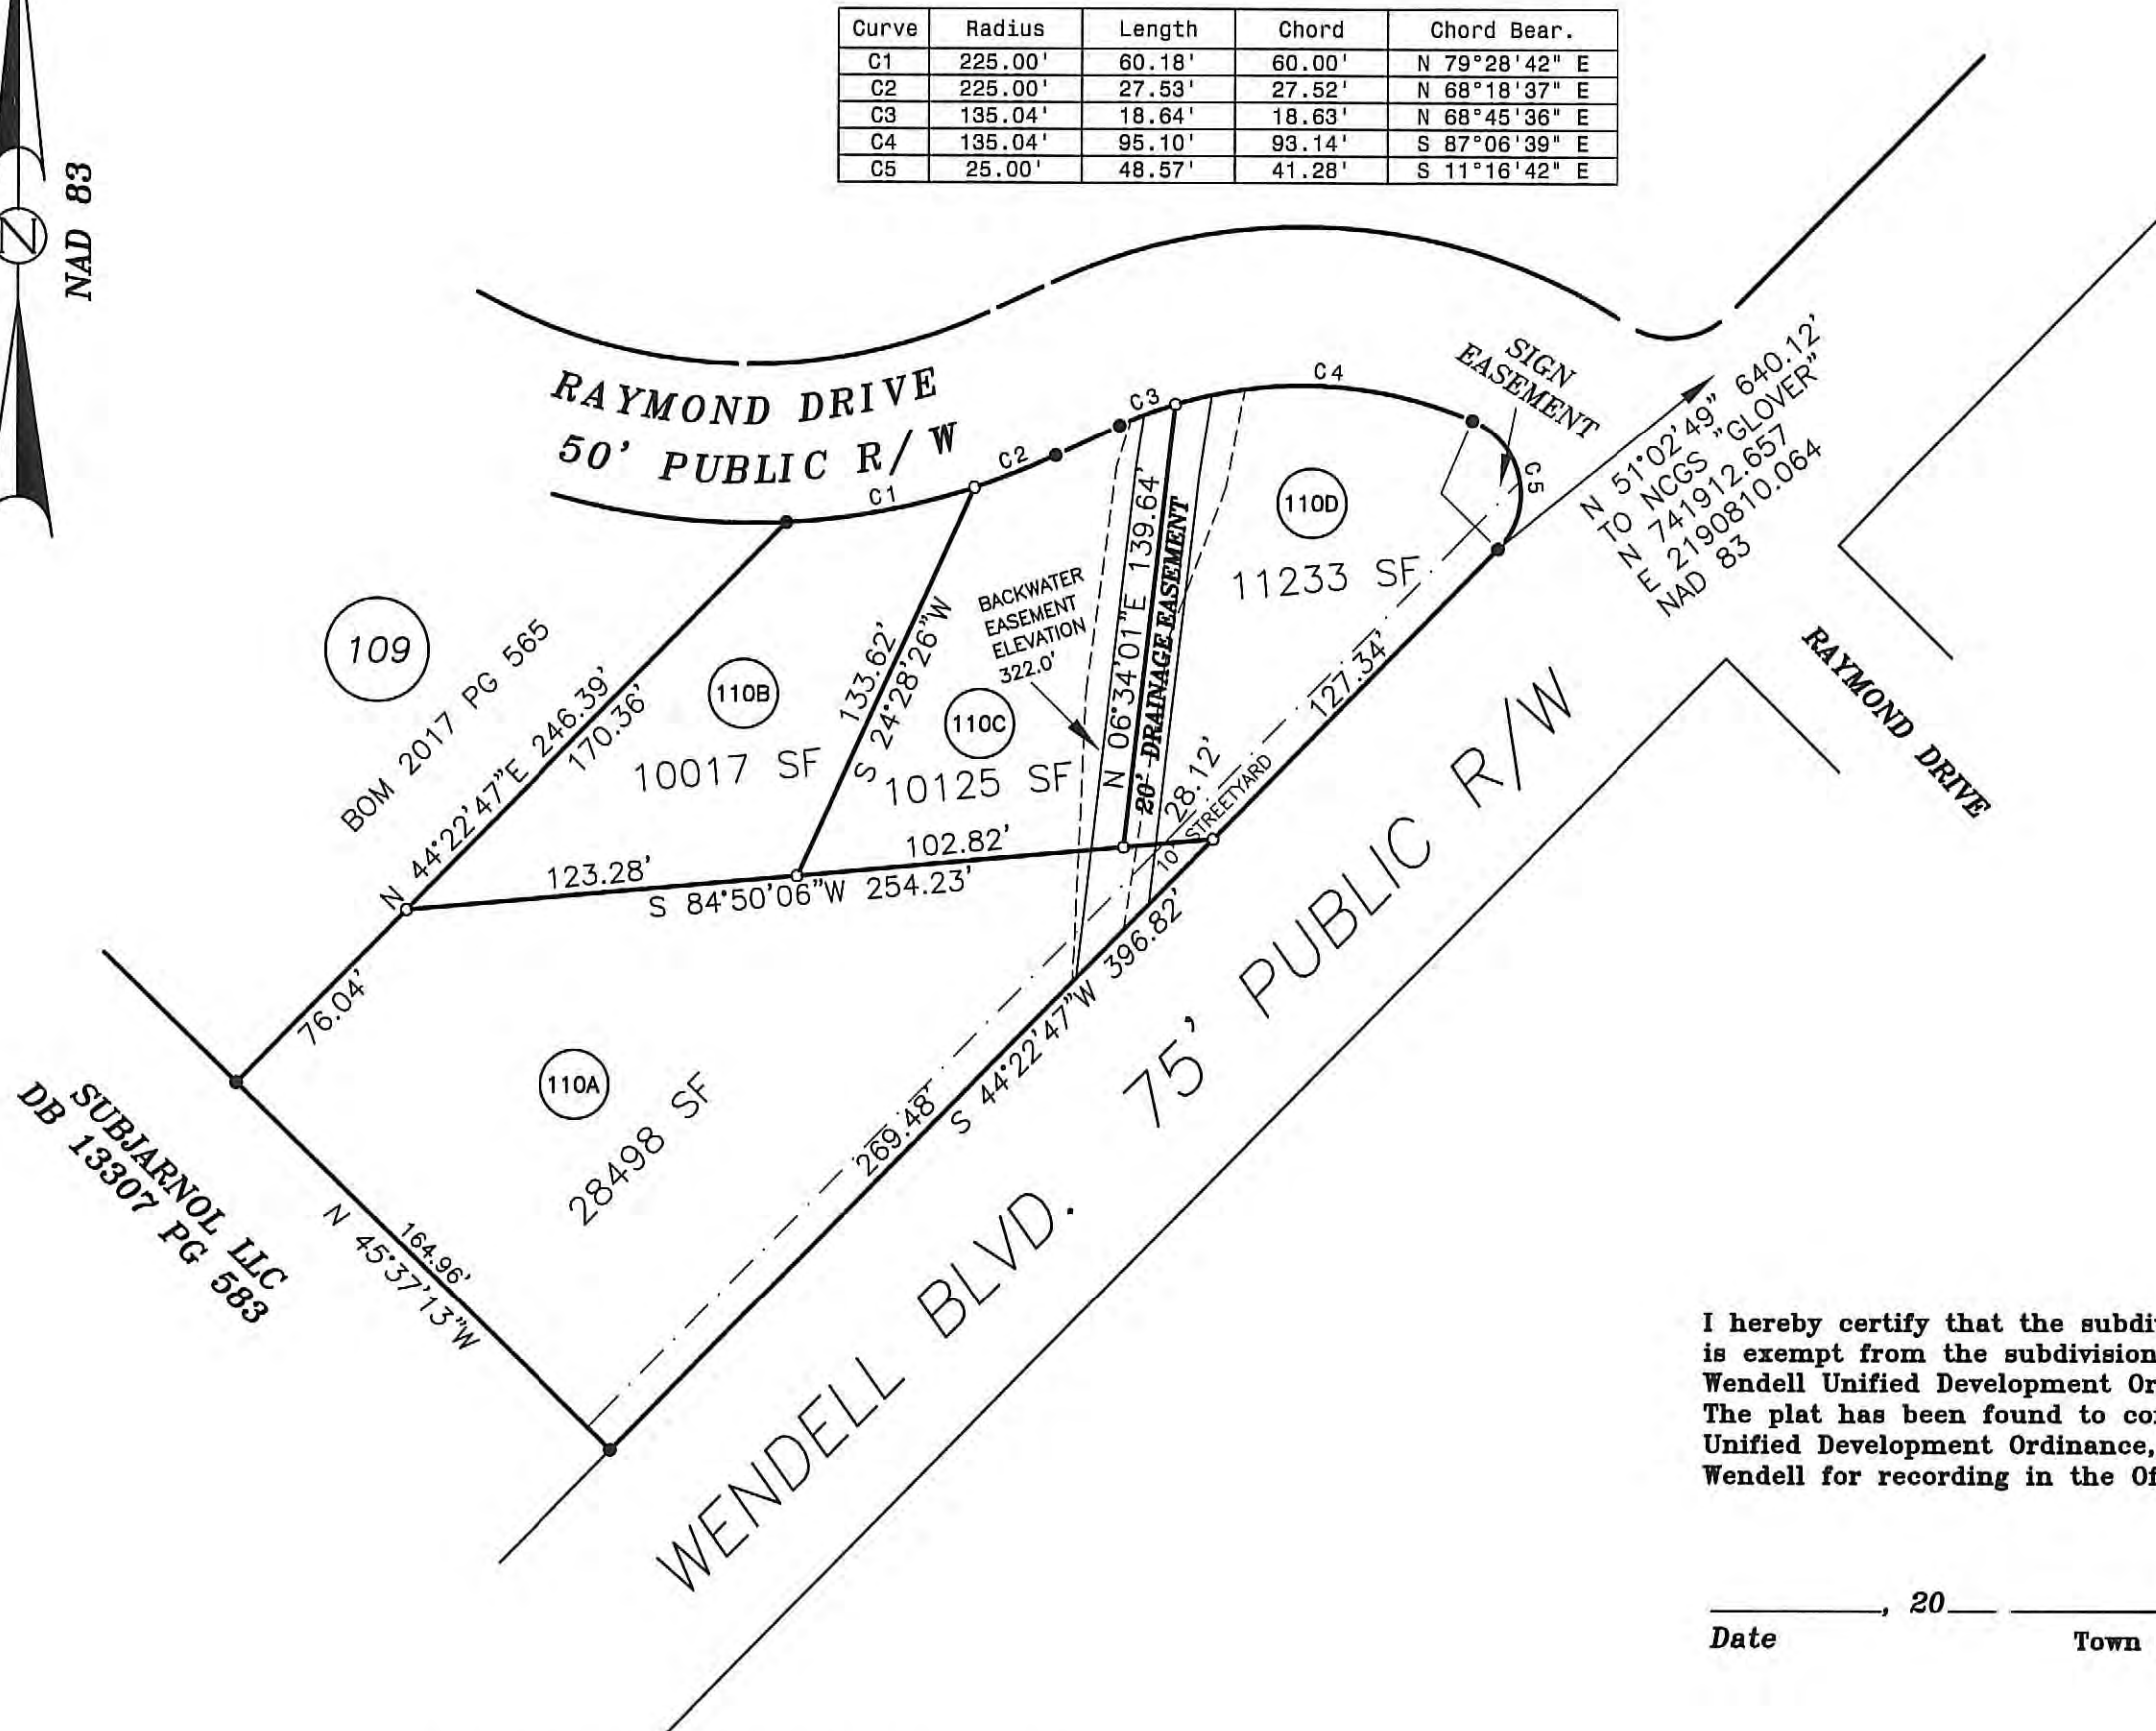 Curve Radius Length Chord Chord Bear.
C1 225.00' 60.18' 60.00' N 79°28'42" E
C2 225.00' 27.53' 27.52' N 68°18'37" E
C3 135.04' 18.64' 18.63' N 68°45'36" E
C4 135.04' 95.10' 93.14' S 87°06'39" E
C5 25.00' 48.57' 41.28' S 11°16'42" E
N
NAD 83
RAYMOND DRIVE
50' PUBLIC R/W
C1
C2
C3
C4
C5
SIGN
EASEMENT
N 51°02'49" 640.12'
TO NCGS "GLOVER"
N 741912.657
E 2190810.064
NAD 83
RAYMOND DRIVE
109
BOM 2017 PG 565
N 44°22'47"E 246.39'
170.36'
110B
10017 SF
133.62'
S 24°28'26"W
BACKWATER
EASEMENT
ELEVATION
322.0'
110C
10125 SF
N 06°34'01"E 139.64'
20' DRAINAGE EASEMENT
110D
11233 SF
127.34'
28.12'
10' STREETYARD
123.28'
102.82'
S 84°50'06"W 254.23'
76.04'
110A
28498 SF
269.48'
S 44°22'47"W 396.82'
SUBJARNOL LLC
DB 13307 PG 583
164.96'
N 45°37'13"W
WENDELL BLVD. 75' PUBLIC R/W
I hereby certify that the subdi
is exempt from the subdivision
Wendell Unified Development Or
The plat has been found to co
Unified Development Ordinance,
Wendell for recording in the Of
, 20
Date Town